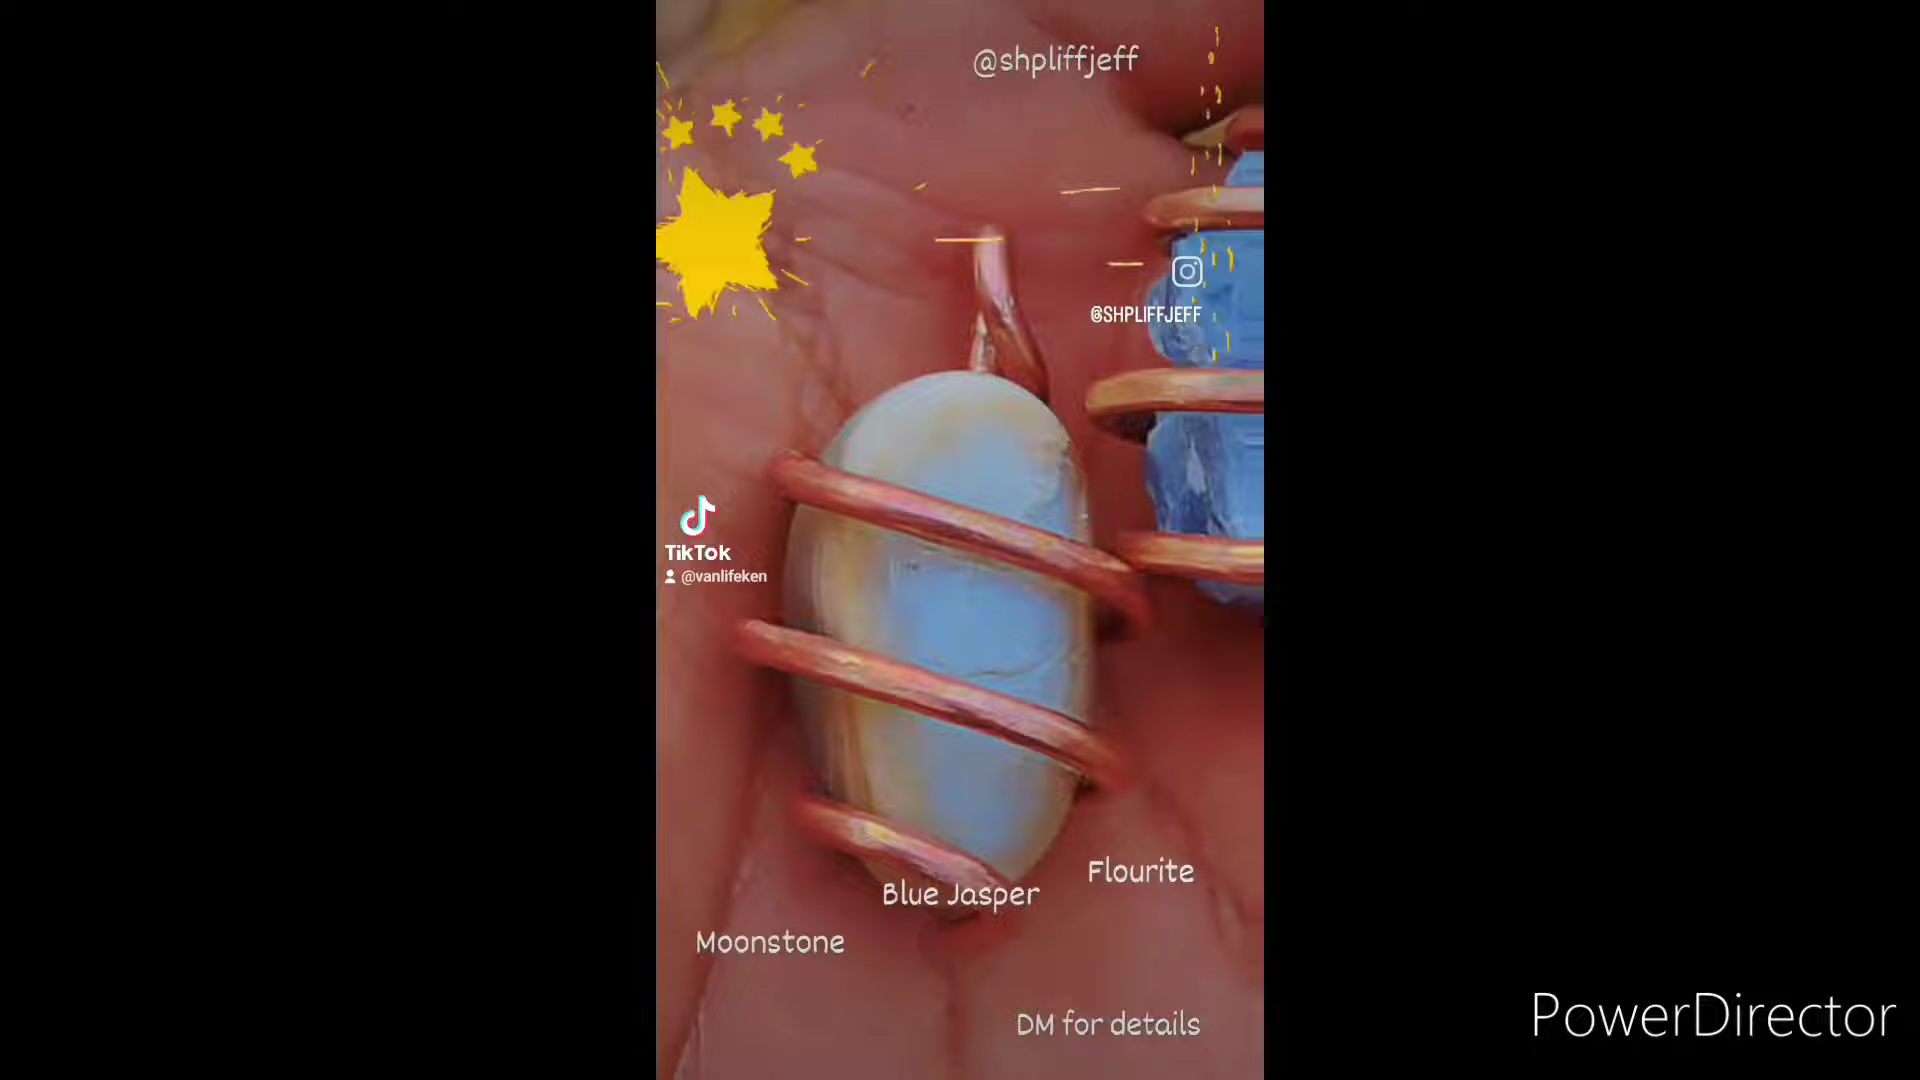 @shpliffjeff
@SHPLIFFJEFF
TikTok
@vanlifeken
Flourite
Blue Jasper
Moonstone
DM for details
PowerDirector